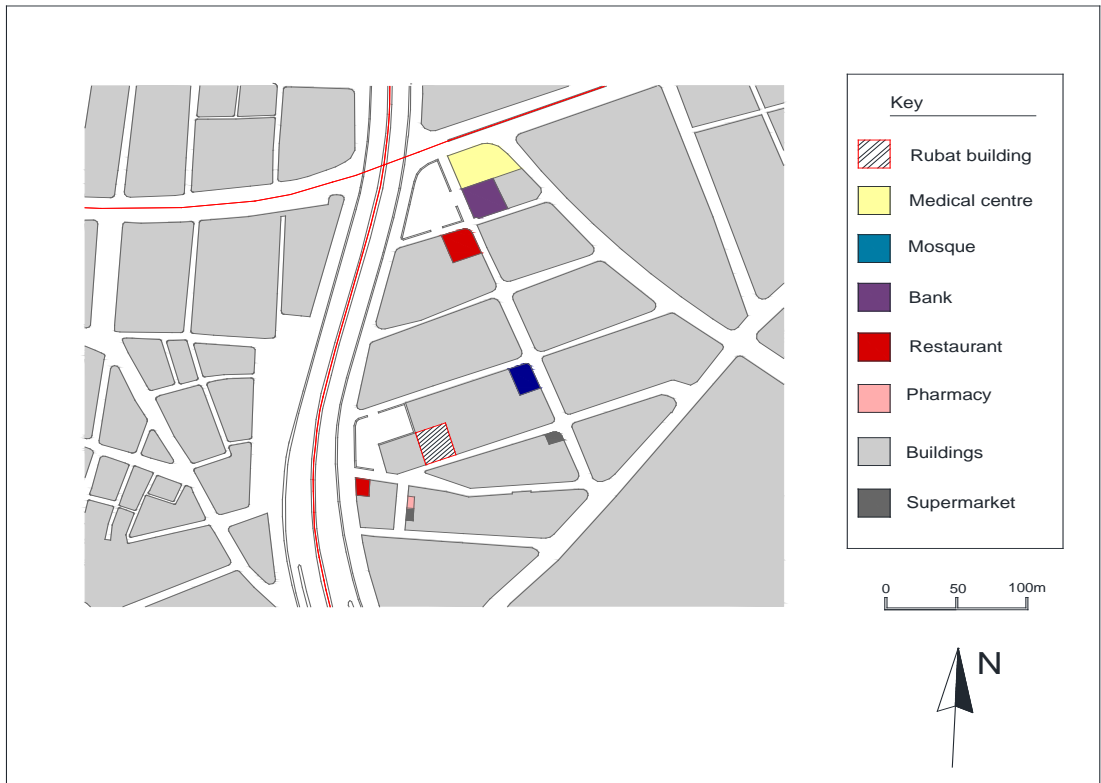 Key
Rubat building
Medical centre
Mosque
Bank
Restaurant
Pharmacy
Buildings
Supermarket
0 50 100m
N